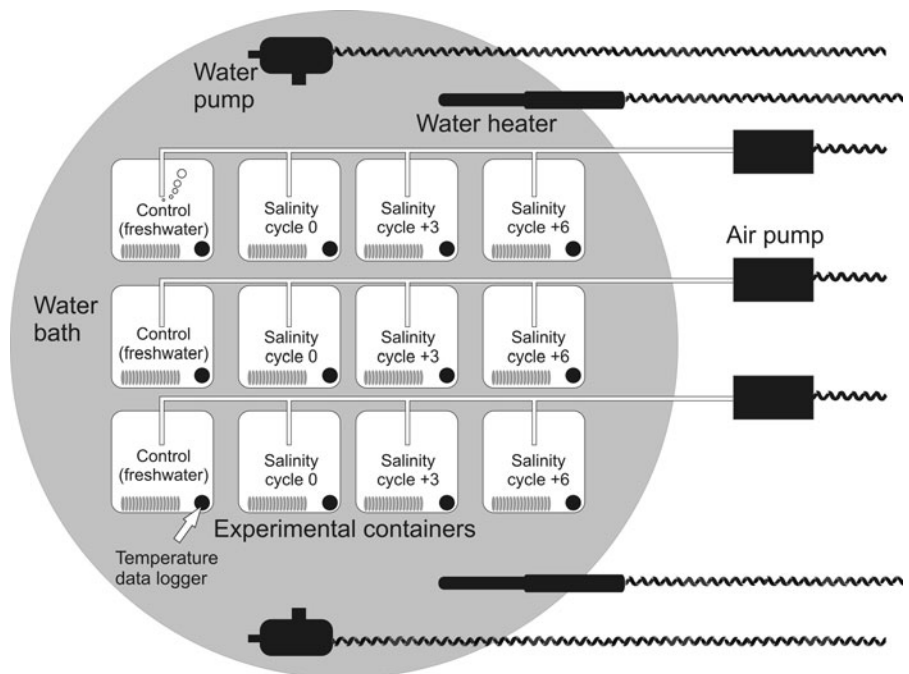 Water
pump
Water heater
Control
(freshwater)
Salinity
cycle 0
Salinity
cycle +3
Salinity
cycle +6
Air pump
Water
bath
Control
(freshwater)
Salinity
cycle 0
Salinity
cycle +3
Salinity
cycle +6
Control
(freshwater)
Salinity
cycle 0
Salinity
cycle +3
Salinity
cycle +6
Experimental containers
Temperature
data logger